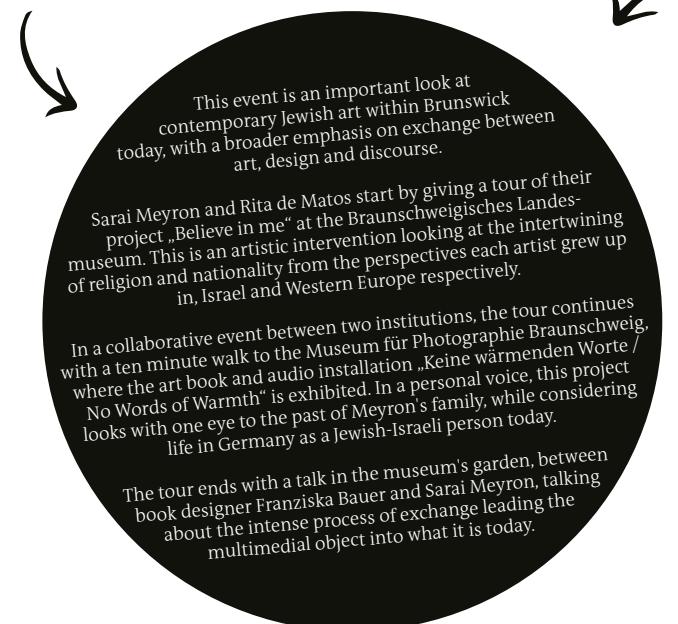 This event is an important look at
contemporary Jewish art within Brunswick
today, with a broader emphasis on exchange between
art, design and discourse.
Sarai Meyron and Rita de Matos start by giving a tour of their
project „Believe in me“ at the Braunschweigisches Landes-
museum. This is an artistic intervention looking at the intertwining
of religion and nationality from the perspectives each artist grew up
in, Israel and Western Europe respectively.
In a collaborative event between two institutions, the tour continues
with a ten minute walk to the Museum für Photographie Braunschweig,
where the art book and audio installation „Keine wärmenden Worte /
No Words of Warmth“ is exhibited. In a personal voice, this project
looks with one eye to the past of Meyron's family, while considering
life in Germany as a Jewish-Israeli person today.
The tour ends with a talk in the museum's garden, between
book designer Franziska Bauer and Sarai Meyron, talking
about the intense process of exchange leading the
multimedial object into what it is today.